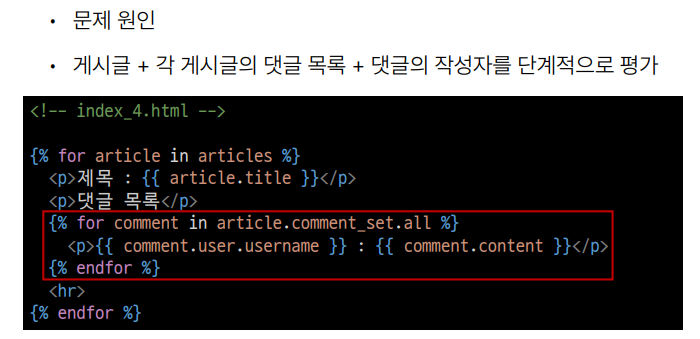 • 문제 원인
• 게시글 + 각 게시글의 댓글 목록 + 댓글의 작성자를 단계적으로 평가
<!-- index_4.html -->
{% for article in articles %}
<p>제목 : {{ article.title }}</p>
<p>댓글 목록</p>
{% for comment in article.comment_set.all %}
<p>{{ comment.user.username }} : {{ comment.content }}</p>
{% endfor %}
<hr>
{% endfor %}